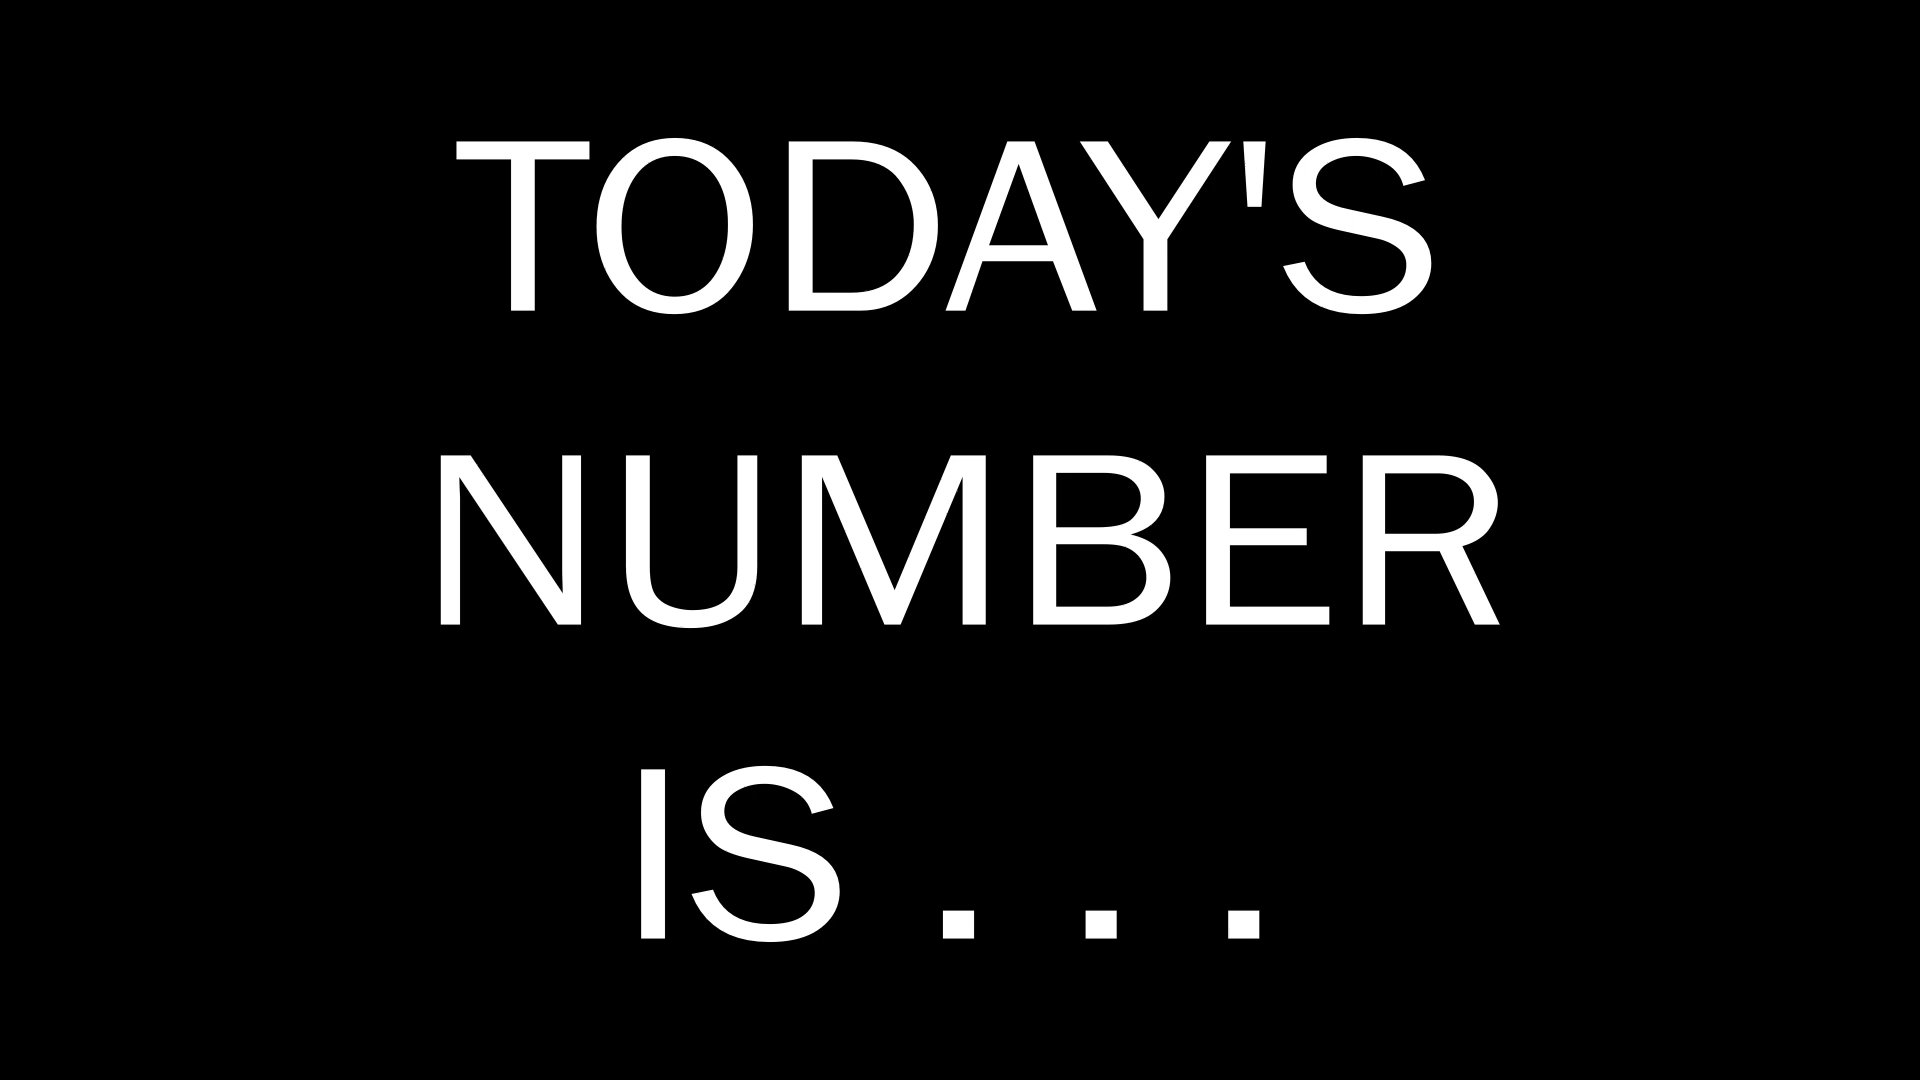 TODAY'S
NUMBER
IS . . .